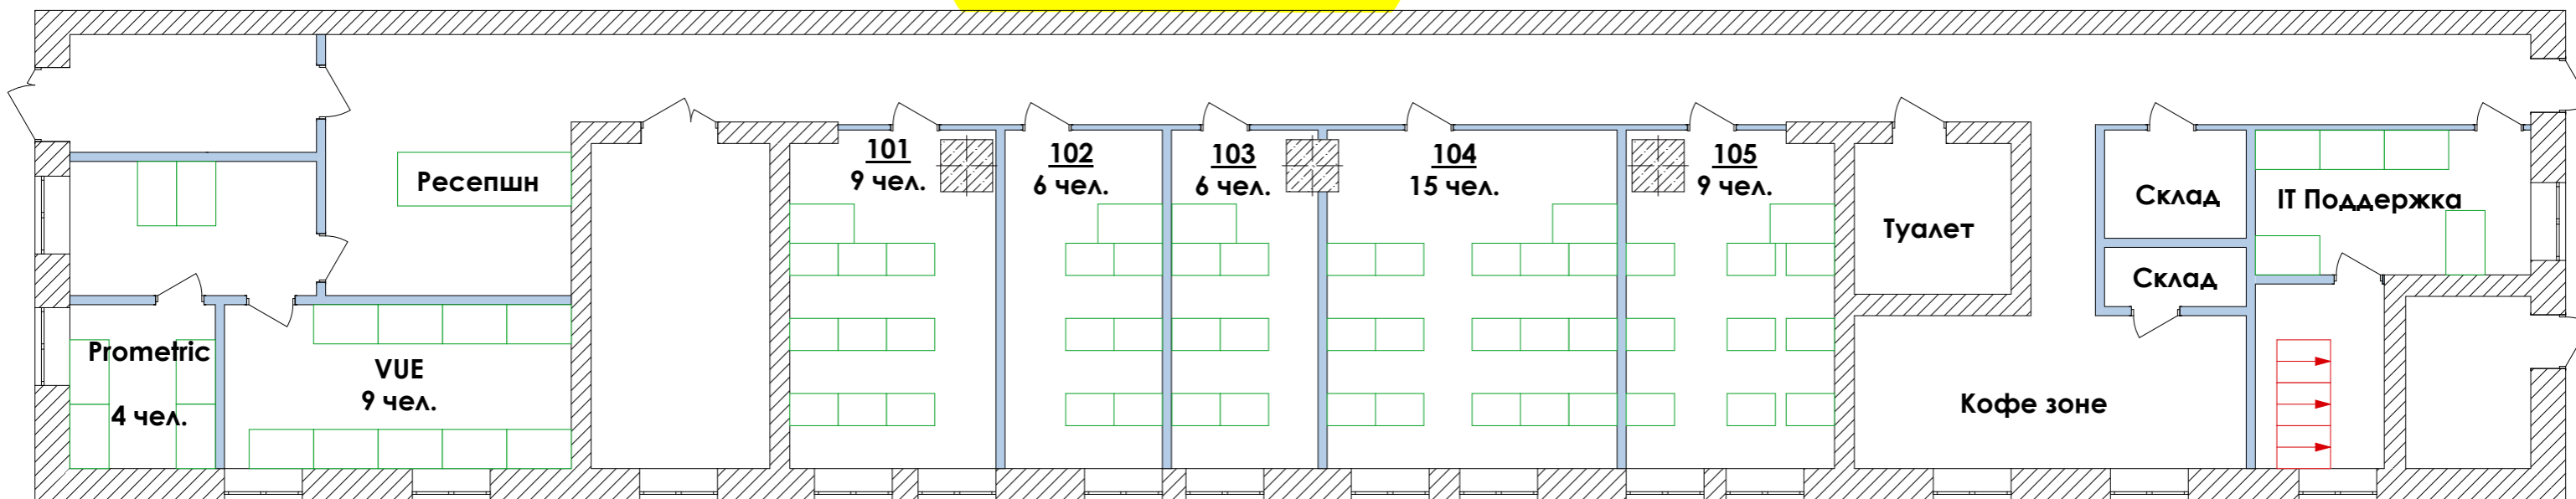 Ресепшн
Prometric
4 чел.
VUE
9 чел.
101
9 чел.
102
6 чел.
103
6 чел.
104
15 чел.
105
9 чел.
Туалет
Склад
Склад
IT Поддержка
Кофе зоне